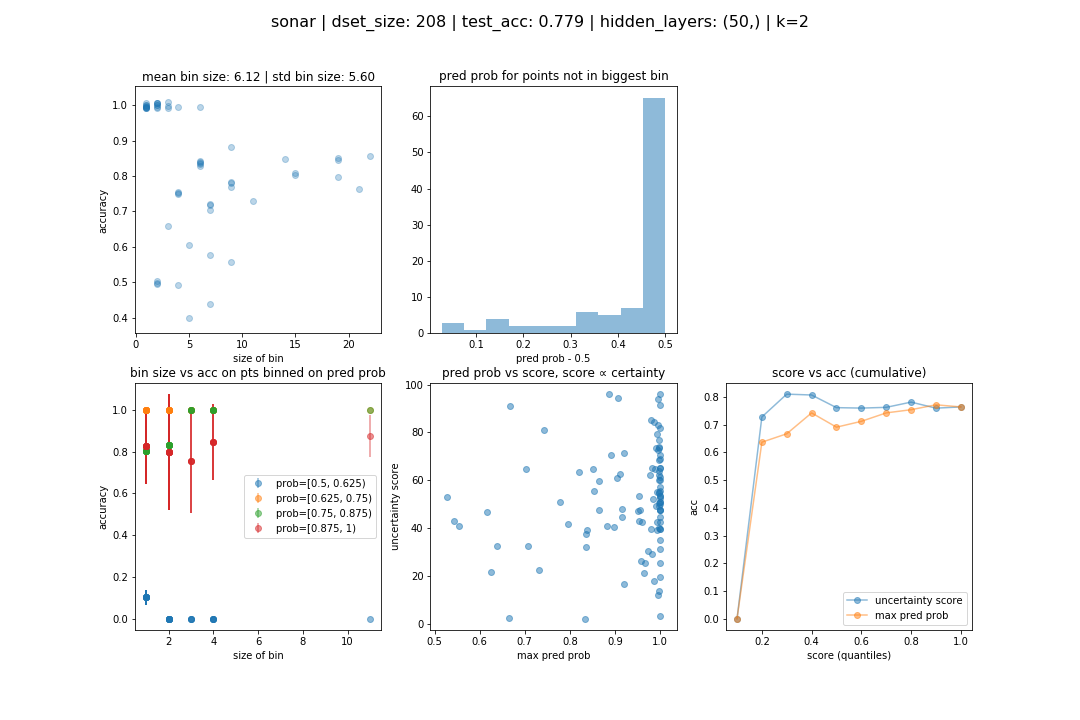 sonar | dset_size: 208 | test_acc: 0.779 | hidden_layers: (50,) | k=2
mean bin size: 6.12 | std bin size: 5.60
1.0
0.9
0.8
0.7
0.6
0.5
0.4
accuracy
0
5
10
15
20
size of bin
pred prob for points not in biggest bin
60
50
40
30
20
10
0
0.1
0.2
0.3
0.4
0.5
pred prob - 0.5
bin size vs acc on pts binned on pred prob
1.0
0.8
0.6
0.4
0.2
0.0
accuracy
prob=[0.5, 0.625)
prob=[0.625, 0.75)
prob=[0.75, 0.875)
prob=[0.875, 1)
2
4
6
8
10
size of bin
pred prob vs score, score ∝ certainty
100
80
60
40
20
0
uncertainty score
0.5
0.6
0.7
0.8
0.9
1.0
max pred prob
score vs acc (cumulative)
0.8
0.7
0.6
0.5
0.4
0.3
0.2
0.1
0.0
acc
uncertainty score
max pred prob
0.2
0.4
0.6
0.8
1.0
score (quantiles)